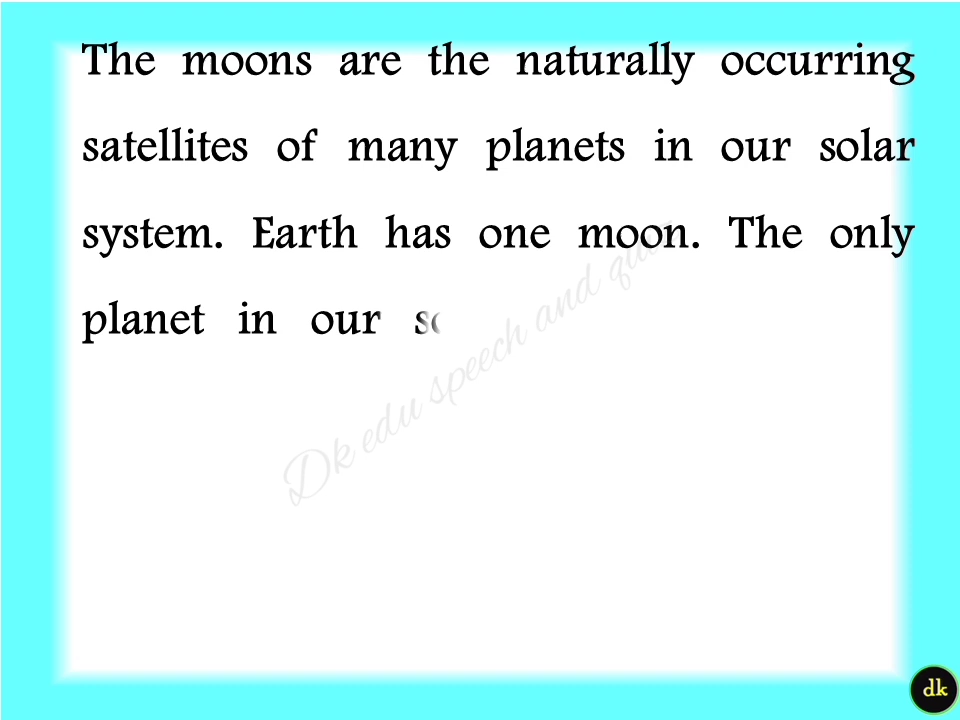 The moons are the naturally occurring
satellites of many planets in our solar
system. Earth has one moon. The only
planet in our
Dk edu speech and
dk